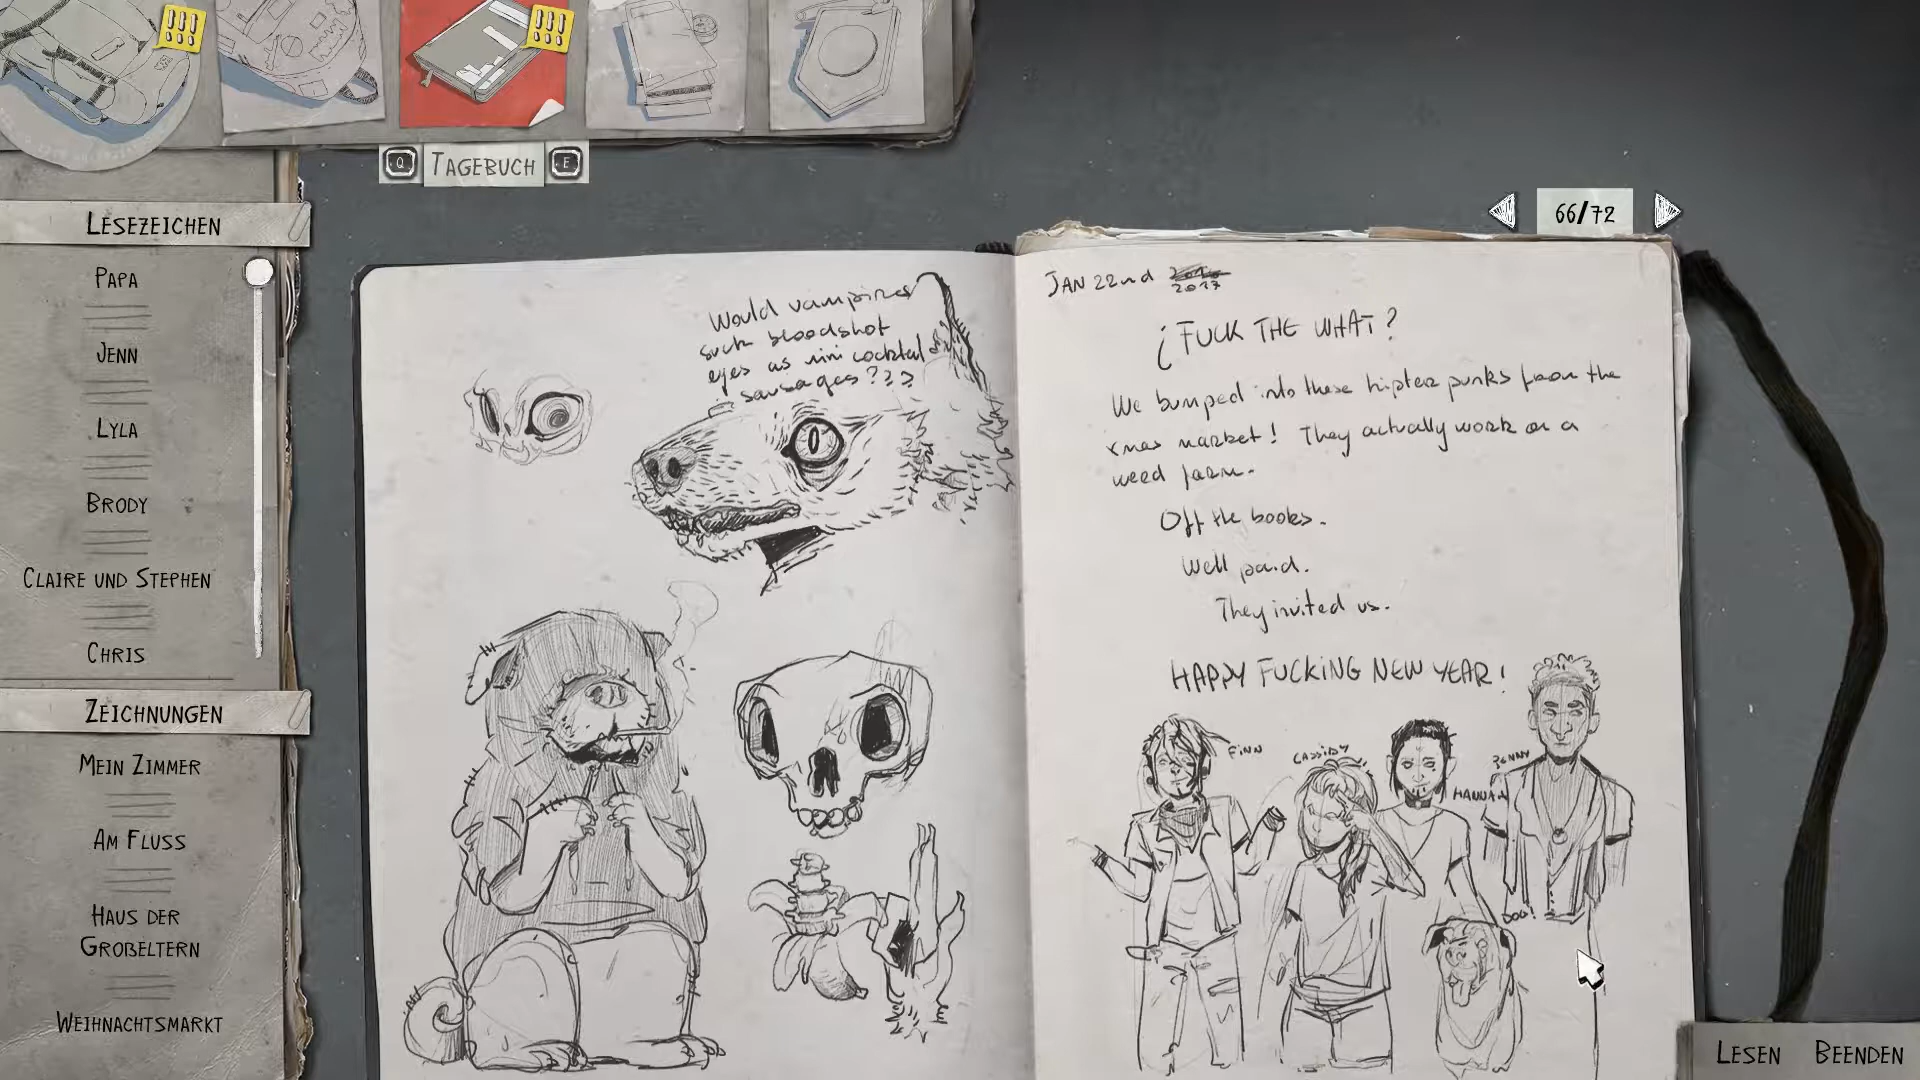 Q TAGEBUCH E
LESEZEICHEN
PAPA
JENN
LYLA
BRODY
CLAIRE UND STEPHEN
CHRIS
ZEICHNUNGEN
MEIN ZIMMER
AM FLUSS
HAUS DER
GROßELTERN
WEIHNACHTSMARKT
66/72
Would vampires
suck bloodshot
eyes as mini cocktail
sausages???
JAN 22nd
2017
¿FUCK THE WHAT?
We bumped into these hipster punks from the
xmas market! They actually work on a
weed farm.
Off the books.
Well paid.
They invited us.
HAPPY FUCKING NEW YEAR!
FINN
CASSIDY
HANNAH
PENNY
DOG!
LESEN BEENDEN